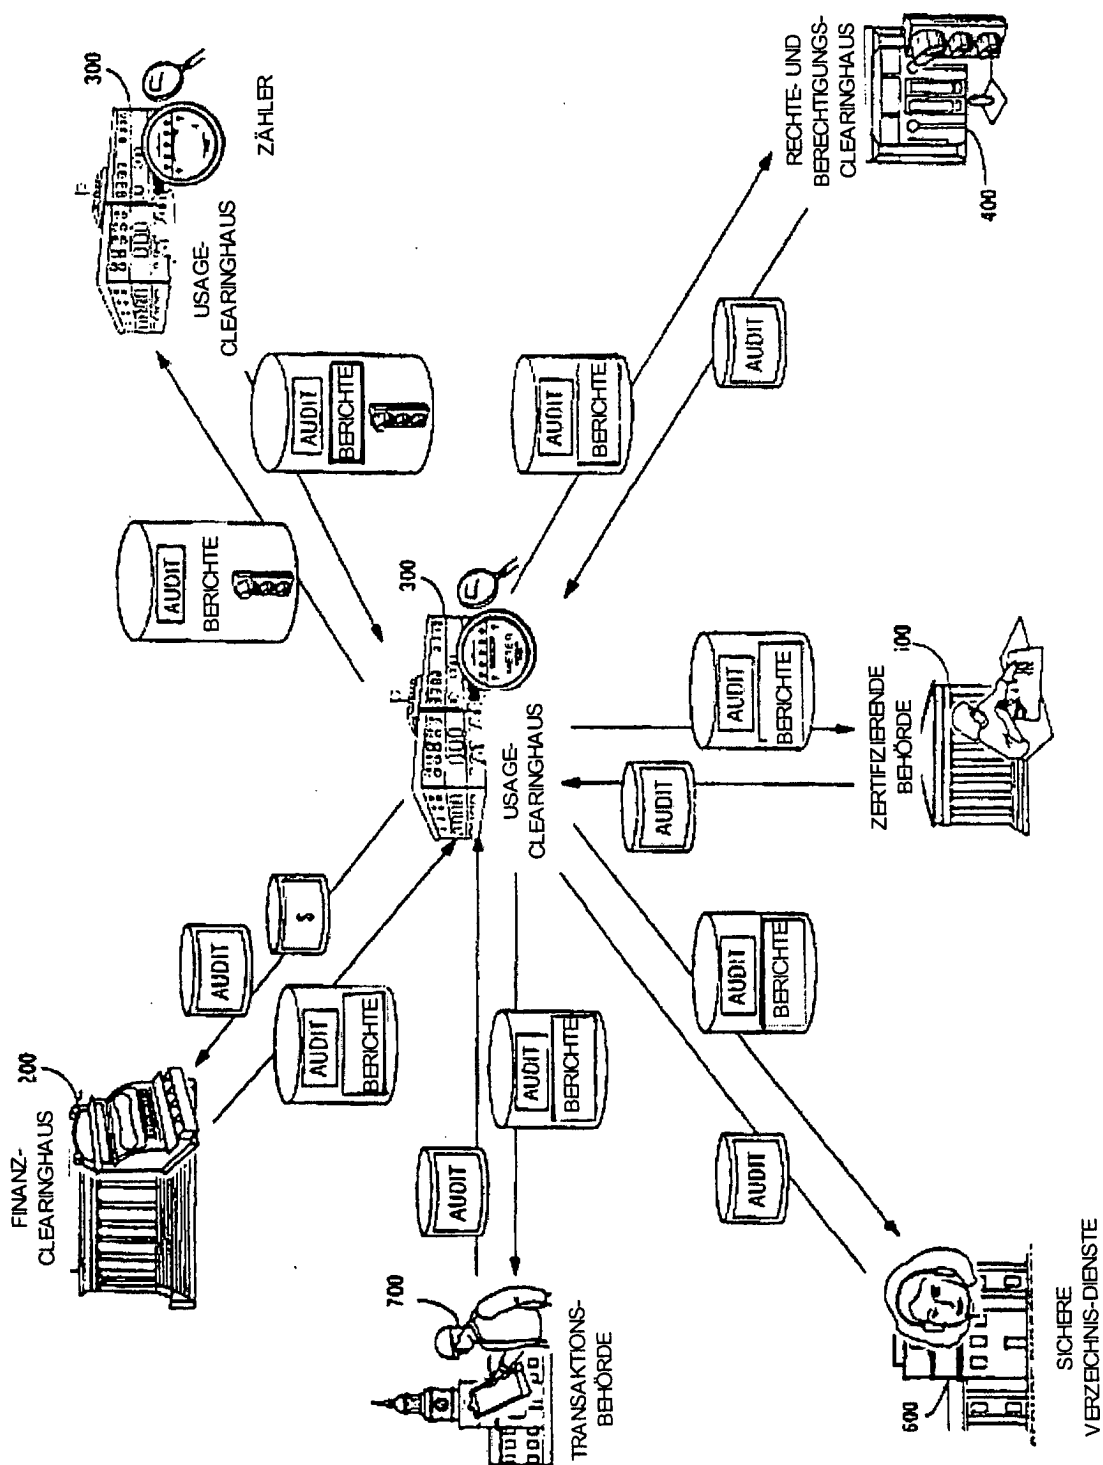 FINANZ-
CLEARINGHAUS
200
300
USAGE-
CLEARINGHAUS
ZÄHLER
AUDIT
BERICHTE
AUDIT
$
AUDIT
BERICHTE
AUDIT
BERICHTE
700
300
METER
AUDIT
USAGE-
CLEARINGHAUS
AUDIT
BERICHTE
AUDIT
BERICHTE
TRANSAKTIONS-
BEHÖRDE
AUDIT
AUDIT
BERICHTE
AUDIT
BERICHTE
AUDIT
AUDIT
RECHTE- UND
BERECHTIGUNGS-
CLEARINGHAUS
400
ZERTIFIZIERENDE
BEHÖRDE
600
SICHERE
VERZEICHNIS-DIENSTE